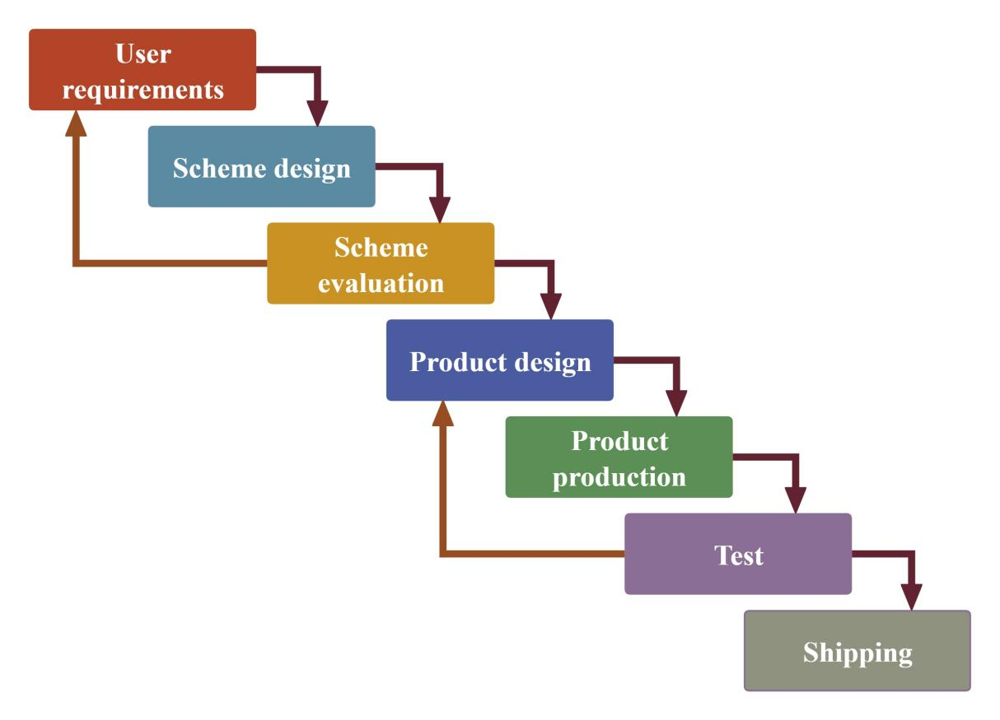 User
requirements
Scheme design
Scheme
evaluation
Product design
Product
production
Test
Shipping